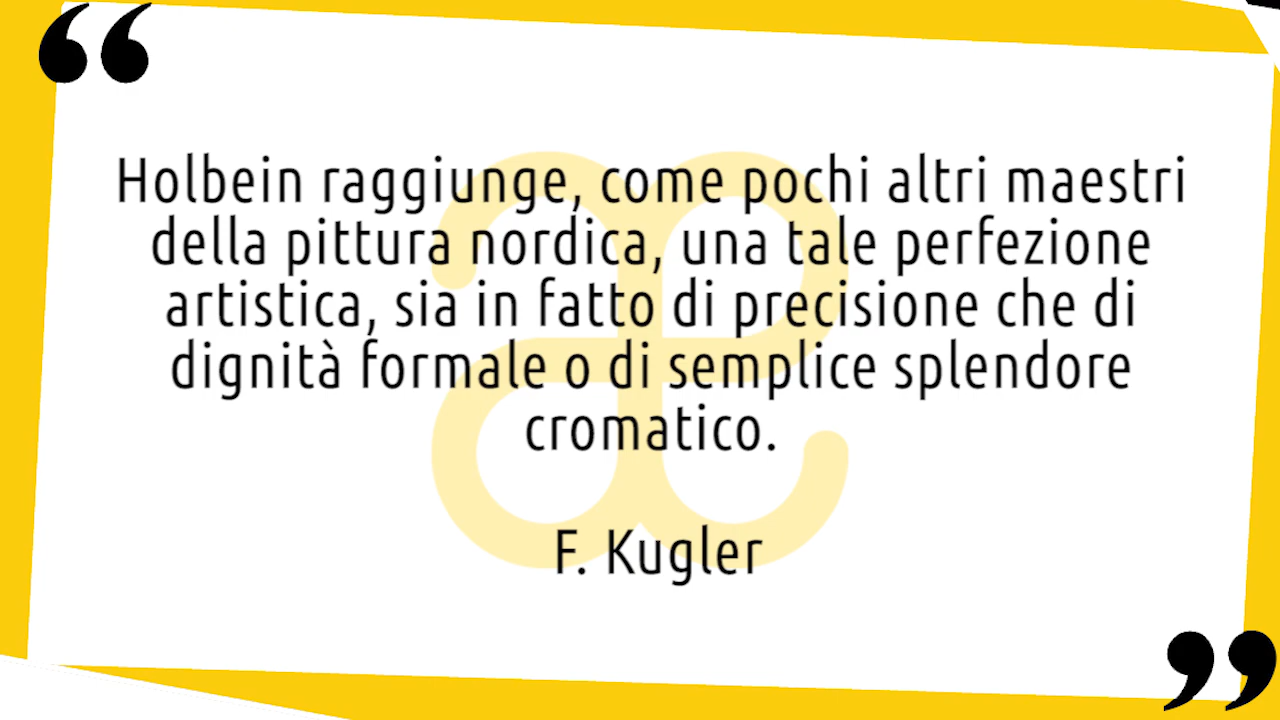 Holbein raggiunge, come pochi altri maestri
della pittura nordica, una tale perfezione
artistica, sia in fatto di precisione che di
dignità formale o di semplice splendore
cromatico.
F. Kugler